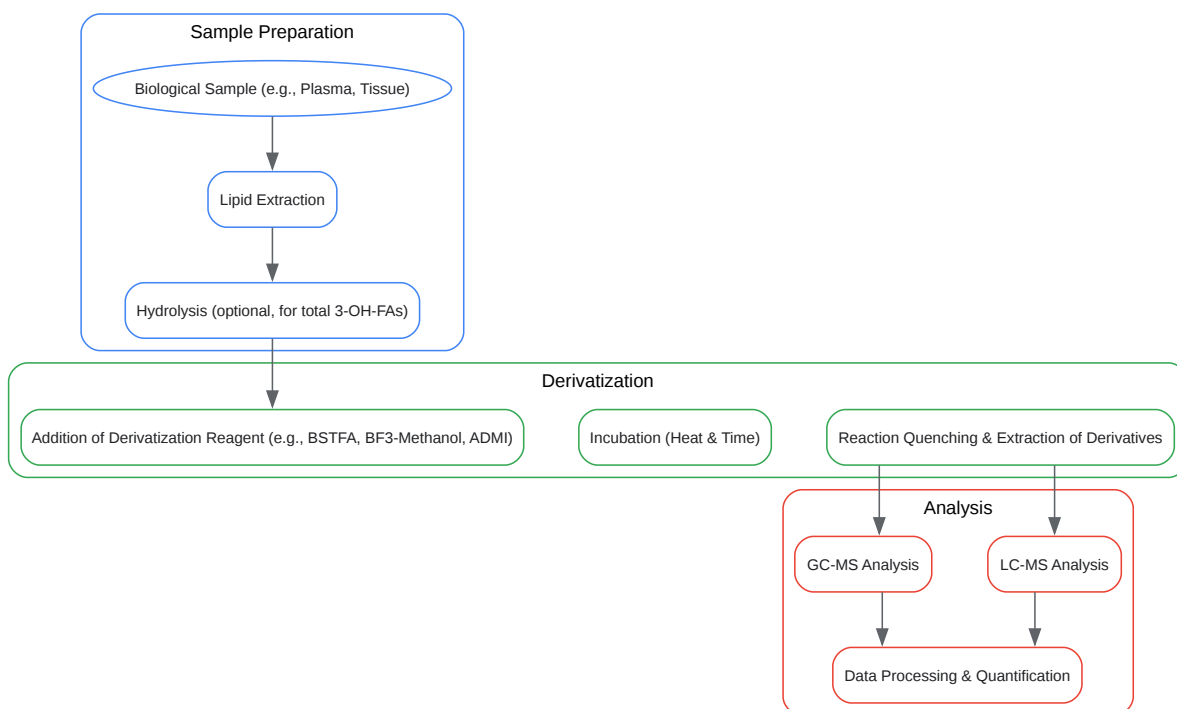 Sample Preparation
Biological Sample (e.g., Plasma, Tissue)
Lipid Extraction
Hydrolysis (optional, for total 3-OH-FAs)
Derivatization
Addition of Derivatization Reagent (e.g., BSTFA, BF3-Methanol, ADMI)
Incubation (Heat & Time)
Reaction Quenching & Extraction of Derivatives
Analysis
GC-MS Analysis
LC-MS Analysis
Data Processing & Quantification